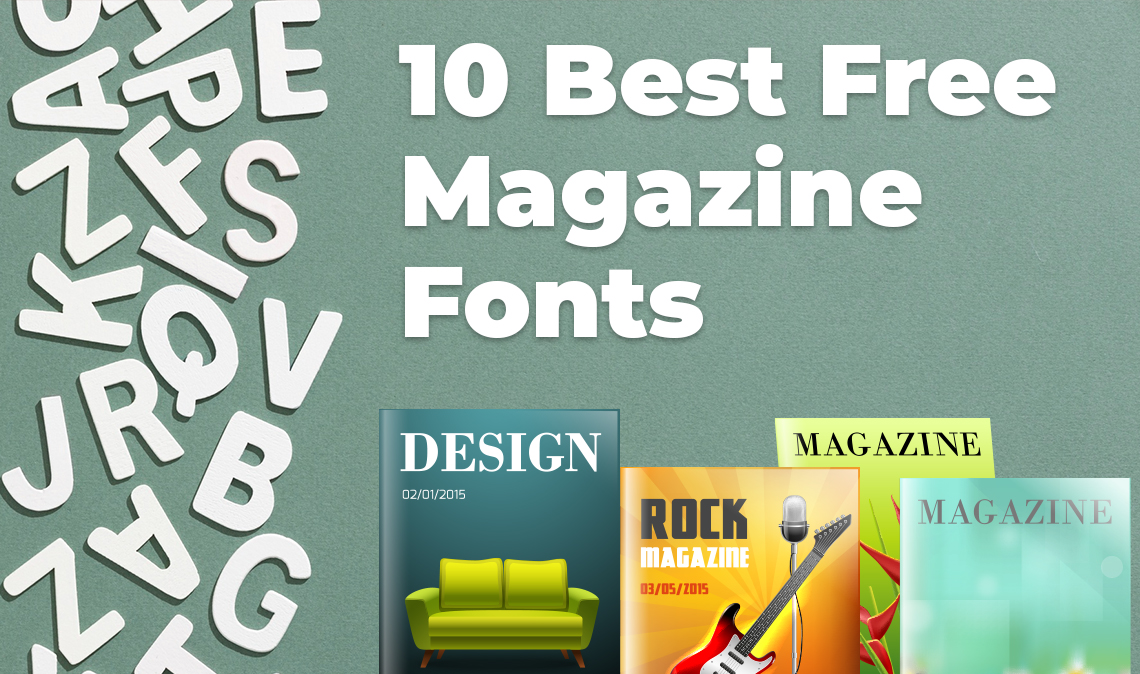 10 Best Free
Magazine
Fonts
DESIGN
02/01/2015
ROCK
MAGAZINE
03/05/2015
MAGAZINE
MAGAZINE
E
A
P
Z
F
S
K
I
Q
V
J
R
B
A
Z
G